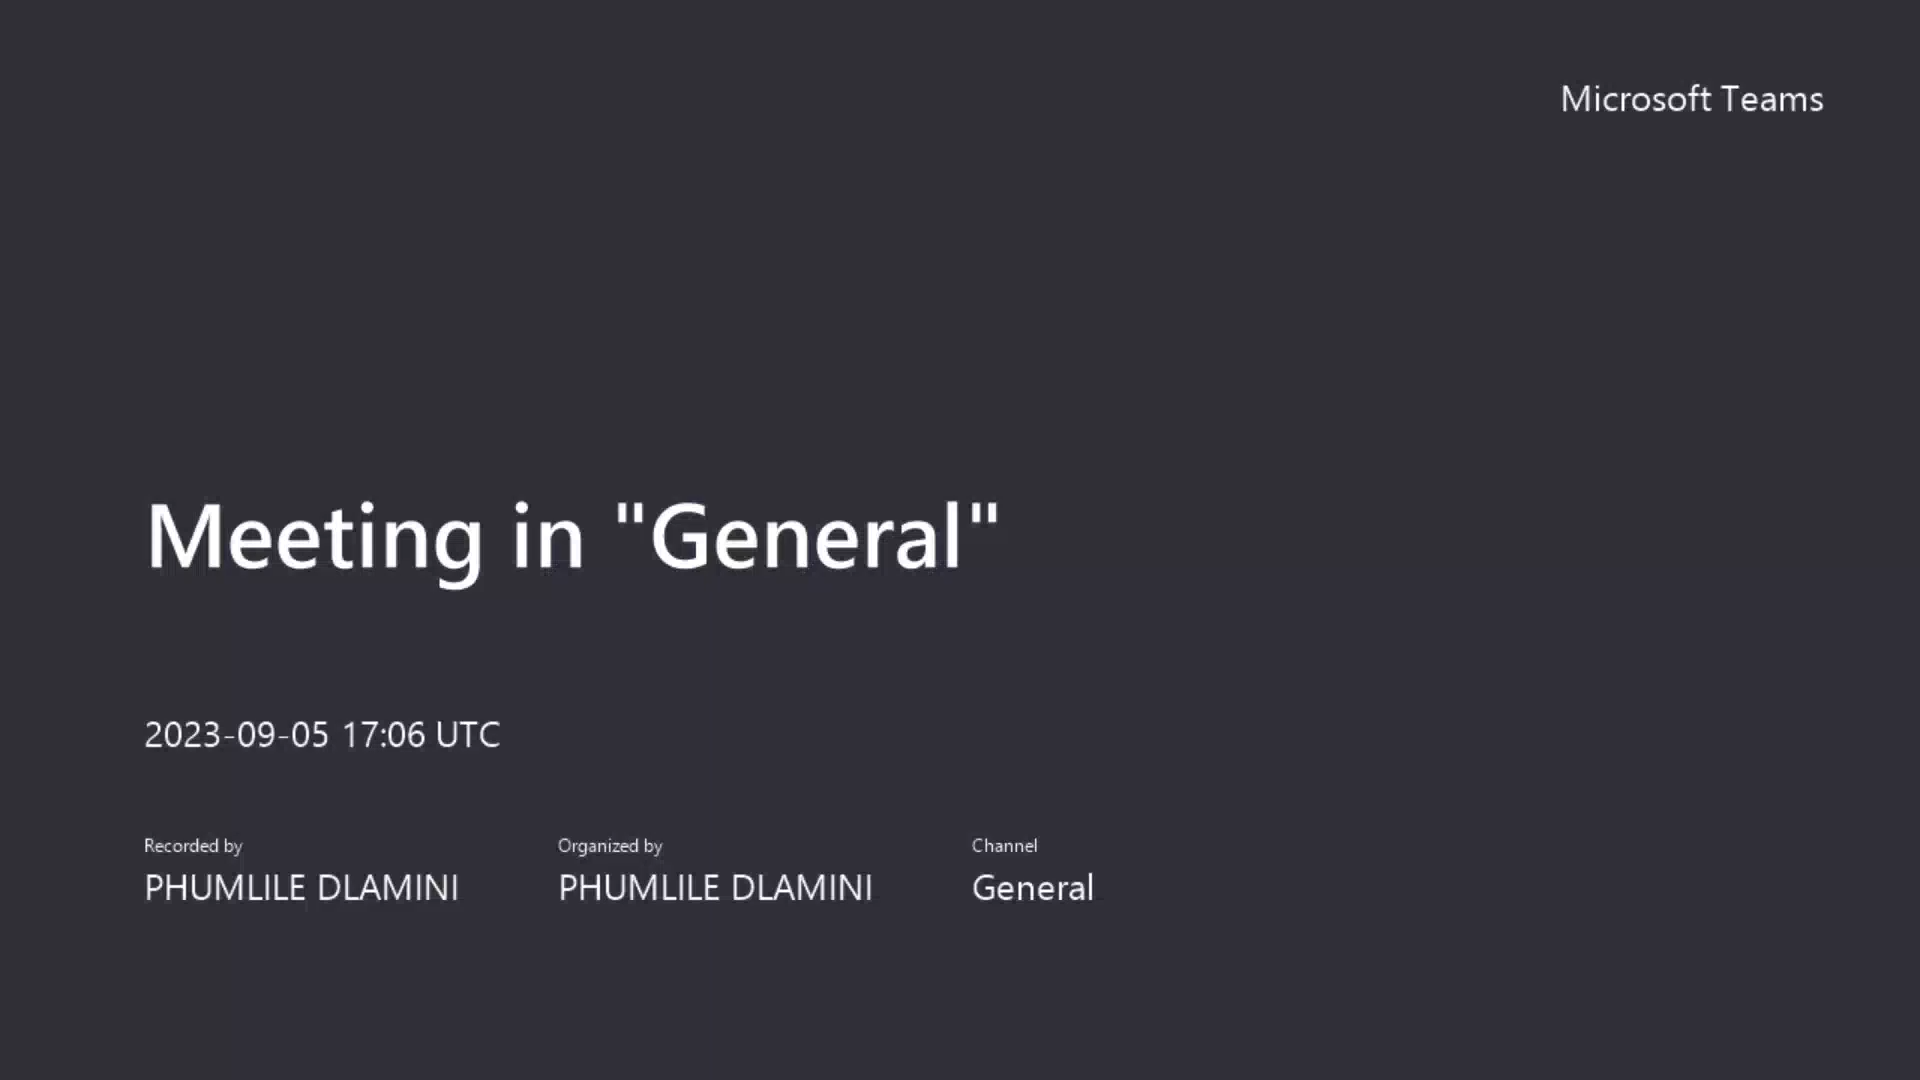 Microsoft Teams
Meeting in "General"
2023-09-05 17:06 UTC
Recorded by
PHUMLILE DLAMINI
Organized by
PHUMLILE DLAMINI
Channel
General